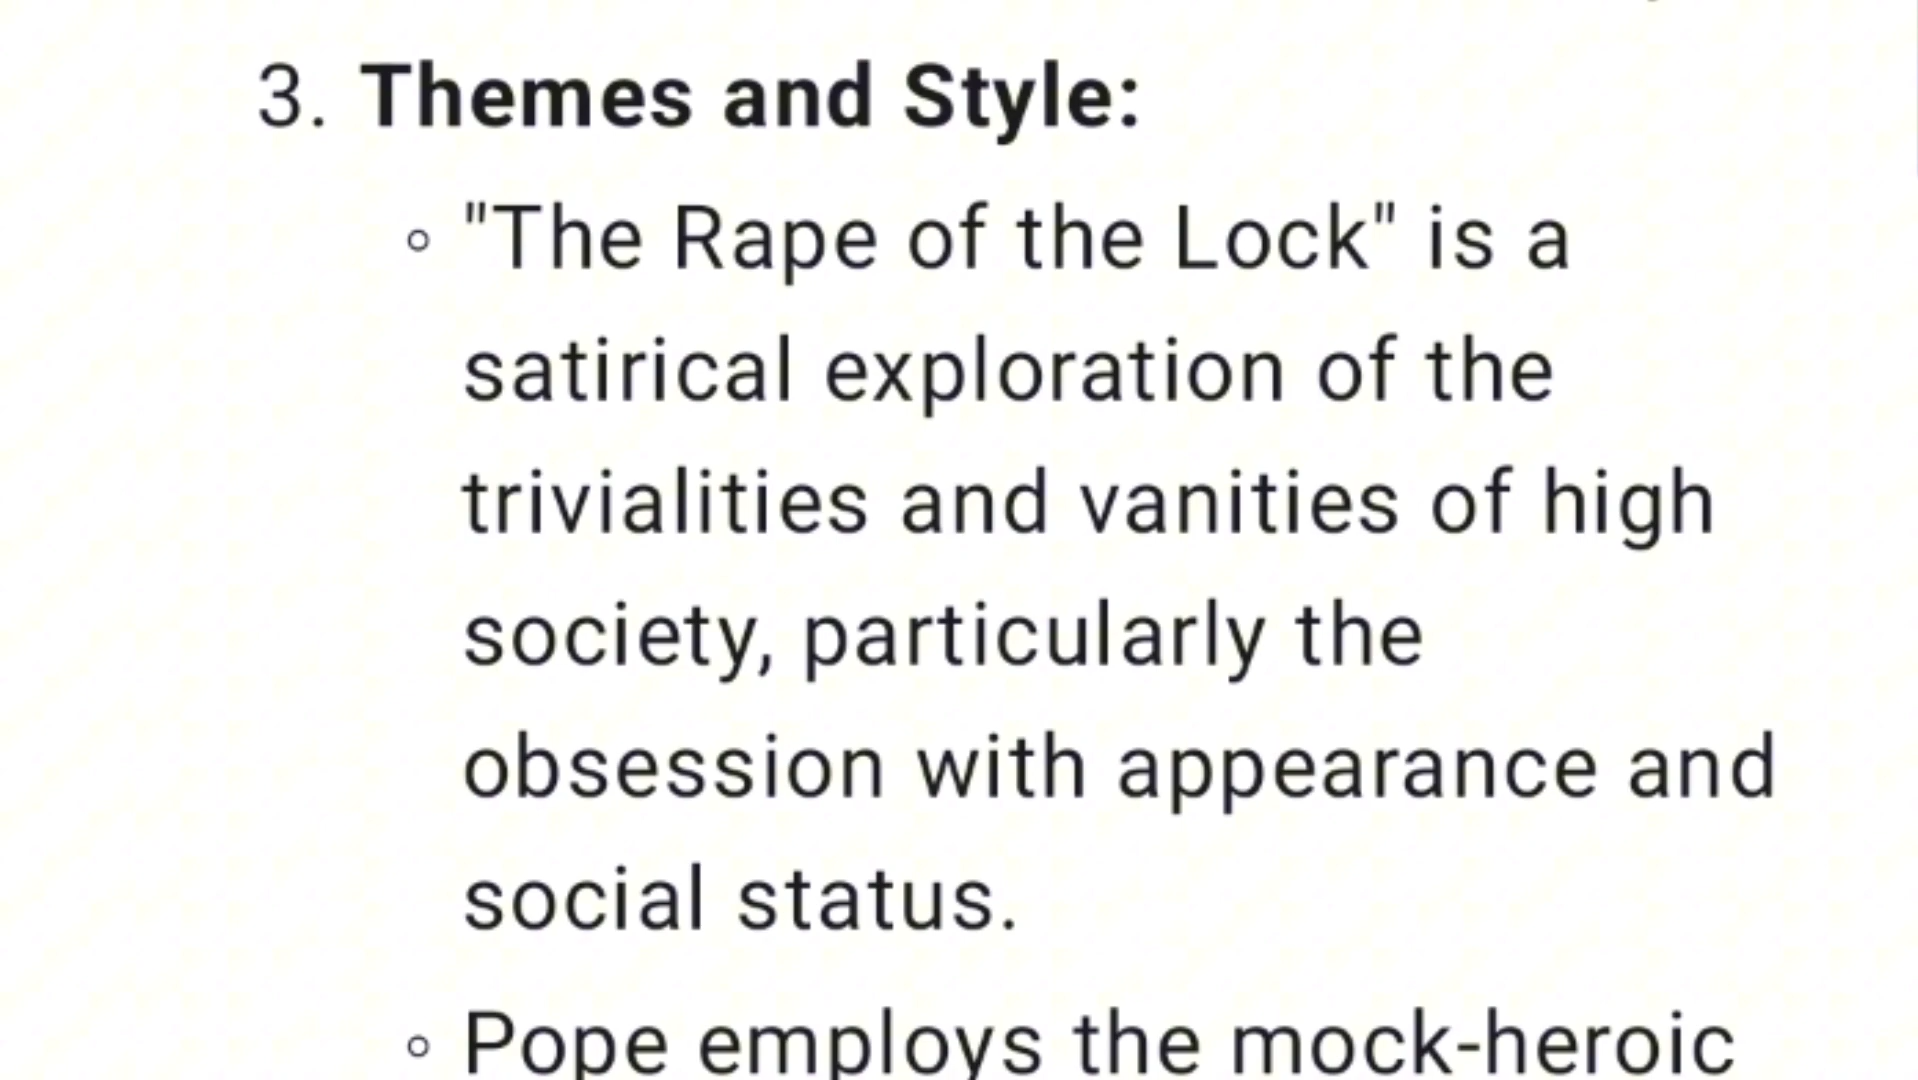 3. Themes and Style:
◦ "The Rape of the Lock" is a
satirical exploration of the
trivialities and vanities of high
society, particularly the
obsession with appearance and
social status.
◦ Pope employs the mock-heroic